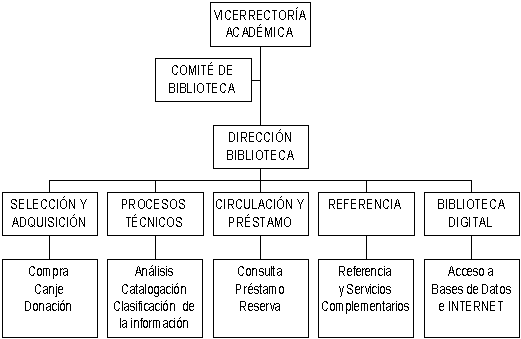 VICERRECTORÍA
ACADÉMICA
COMITÉ DE
BIBLIOTECA
DIRECCIÓN
BIBLIOTECA
SELECCIÓN Y
ADQUISICIÓN
PROCESOS
TÉCNICOS
CIRCULACIÓN Y
PRÉSTAMO
REFERENCIA
BIBLIOTECA
DIGITAL
Compra
Canje
Donación
Análisis
Catalogación
Clasificación de
la información
Consulta
Préstamo
Reserva
Referencia
y Servicios
Complementarios
Acceso a
Bases de Datos
e INTERNET